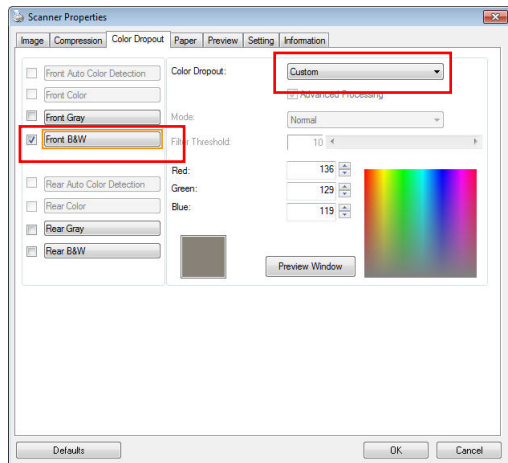 Scanner Properties
Image Compression Color Dropout Paper Preview Setting Information
Front Auto Color Detection
Front Color
Front Gray
Front B&W
Rear Auto Color Detection
Rear Color
Rear Gray
Rear B&W
Color Dropout: Custom
Advanced Processing
Mode: Normal
Filter Threshold: 10
Red: 136
Green: 129
Blue: 119
Preview Window
Defaults OK Cancel